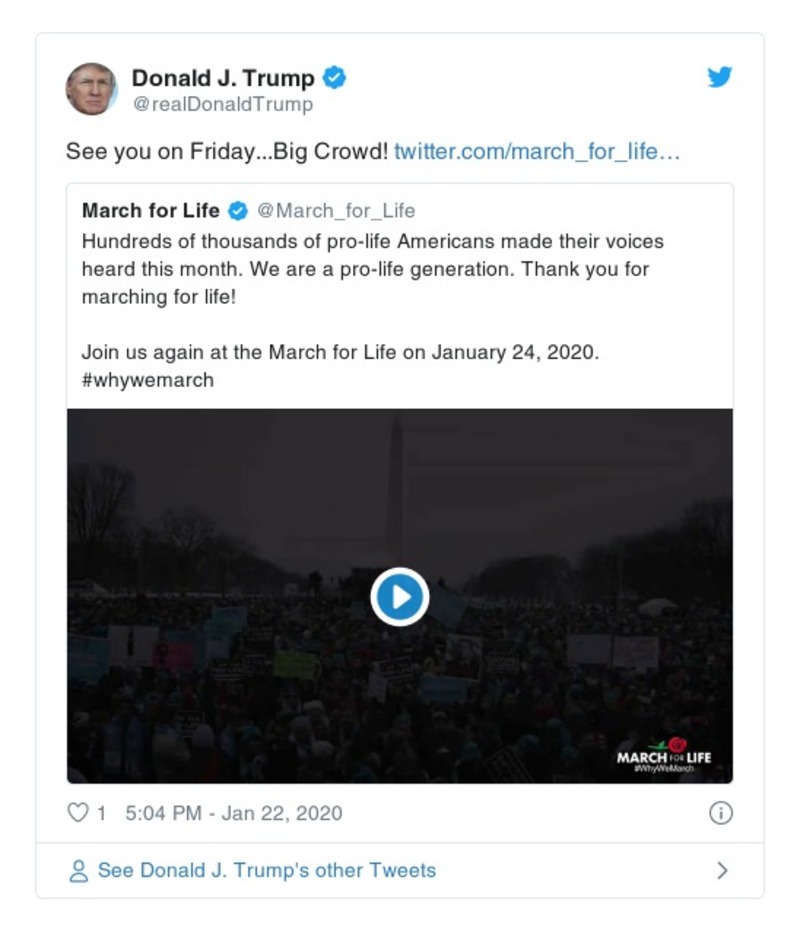 Donald J. Trump
@realDonaldTrump
See you on Friday...Big Crowd! twitter.com/march_for_life…
March for Life @March_for_Life
Hundreds of thousands of pro-life Americans made their voices
heard this month. We are a pro-life generation. Thank you for
marching for life!
Join us again at the March for Life on January 24, 2020.
#whywemarch
MARCH FOR LIFE
#WhyWeMarch
1 5:04 PM - Jan 22, 2020
See Donald J. Trump's other Tweets